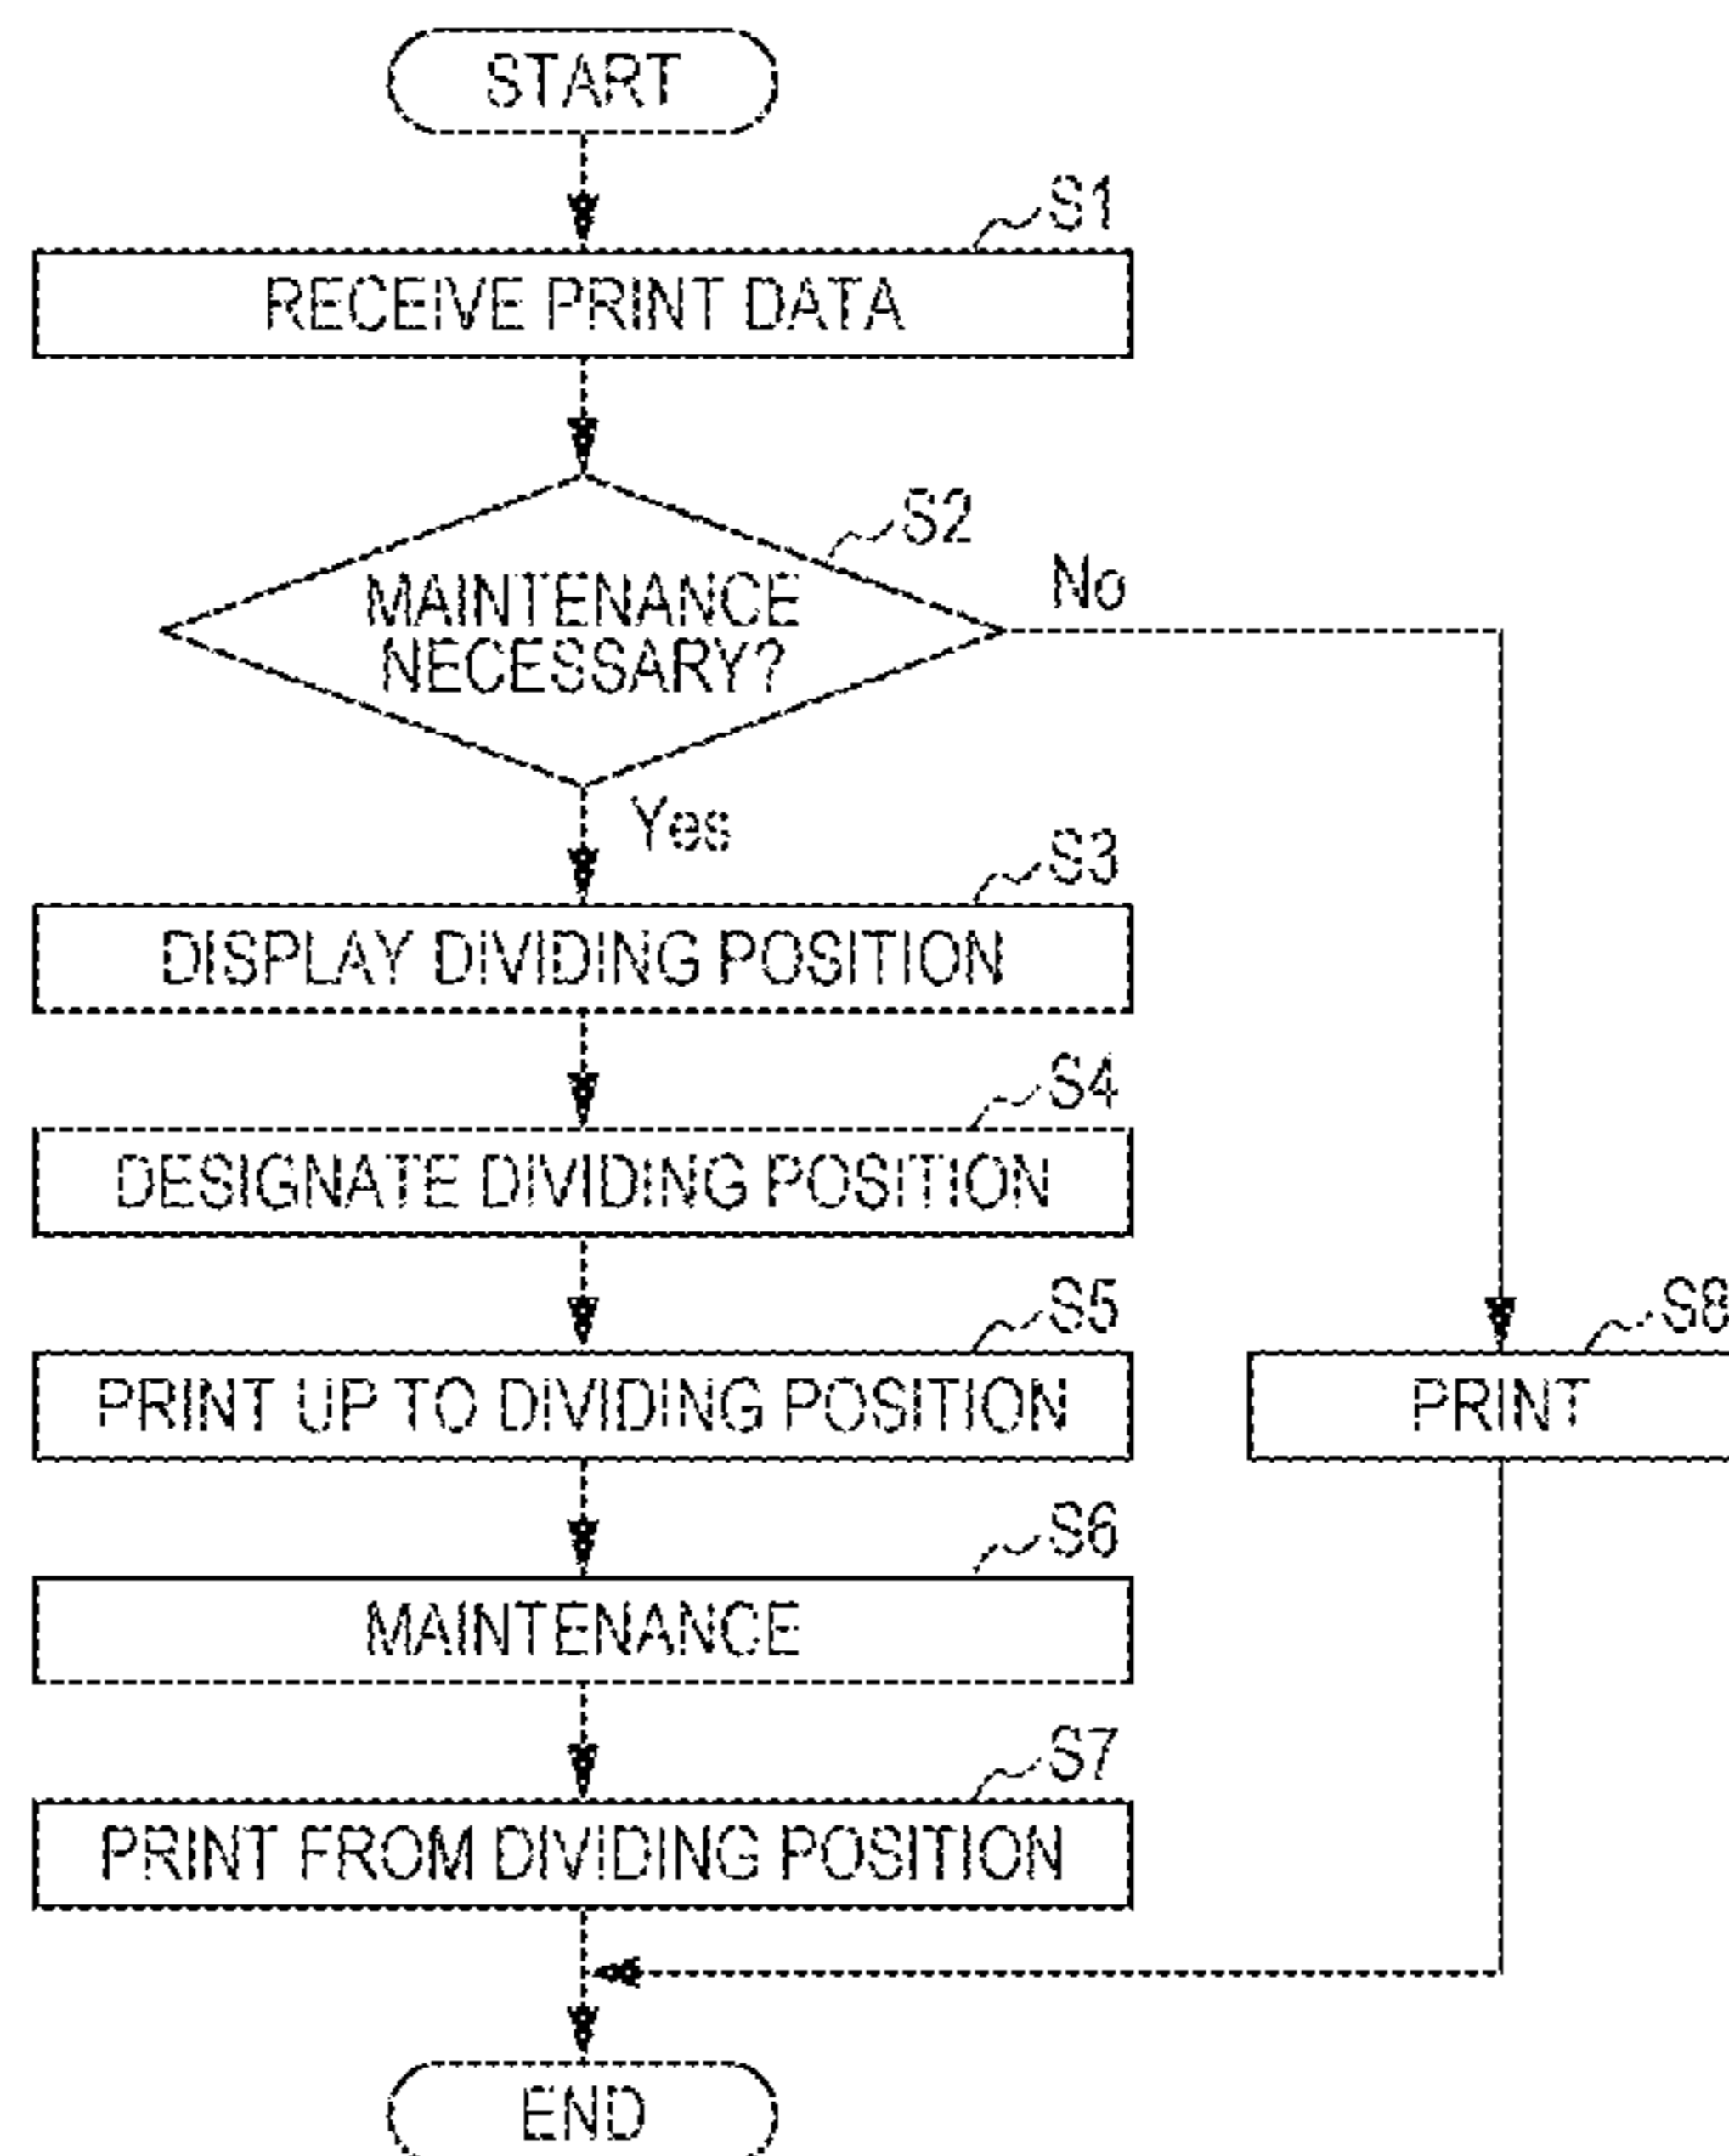 START
S1
RECEIVE PRINT DATA
S2
MAINTENANCE
NECESSARY?
No
Yes
S3
DISPLAY DIVIDING POSITION
S4
DESIGNATE DIVIDING POSITION
S5
PRINT UP TO DIVIDING POSITION
S8
PRINT
S6
MAINTENANCE
S7
PRINT FROM DIVIDING POSITION
END